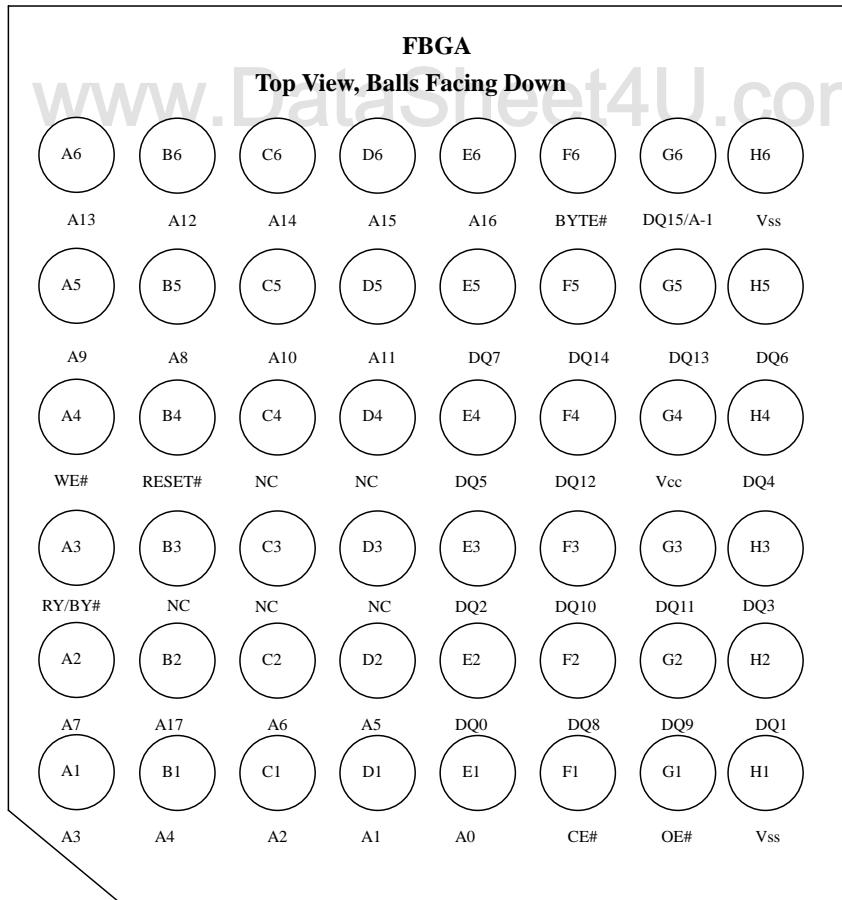 FBGA
www.DataSheet4U.com
Top View, Balls Facing Down
A6 B6 C6 D6 E6 F6 G6 H6
A13 A12 A14 A15 A16 BYTE# DQ15/A-1 Vss
A5 B5 C5 D5 E5 F5 G5 H5
A9 A8 A10 A11 DQ7 DQ14 DQ13 DQ6
A4 B4 C4 D4 E4 F4 G4 H4
WE# RESET# NC NC DQ5 DQ12 Vcc DQ4
A3 B3 C3 D3 E3 F3 G3 H3
RY/BY# NC NC NC DQ2 DQ10 DQ11 DQ3
A2 B2 C2 D2 E2 F2 G2 H2
A7 A17 A6 A5 DQ0 DQ8 DQ9 DQ1
A1 B1 C1 D1 E1 F1 G1 H1
A3 A4 A2 A1 A0 CE# OE# Vss